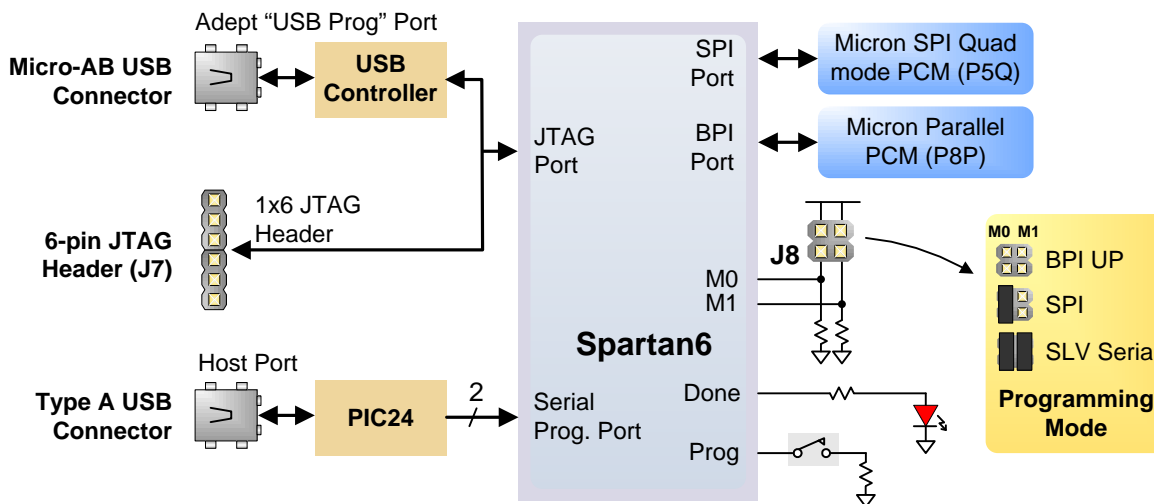 Adept “USB Prog” Port
Micro-AB USB
Connector
USB
Controller
1x6 JTAG
Header
6-pin JTAG
Header (J7)
Host Port
Type A USB
Connector
PIC24
2
JTAG
Port
Serial
Prog. Port
SPI
Port
BPI
Port
M0
M1
Spartan6
Done
Prog
Micron SPI Quad
mode PCM (P5Q)
Micron Parallel
PCM (P8P)
J8
M0 M1
BPI UP
SPI
SLV Seria
Programming
Mode